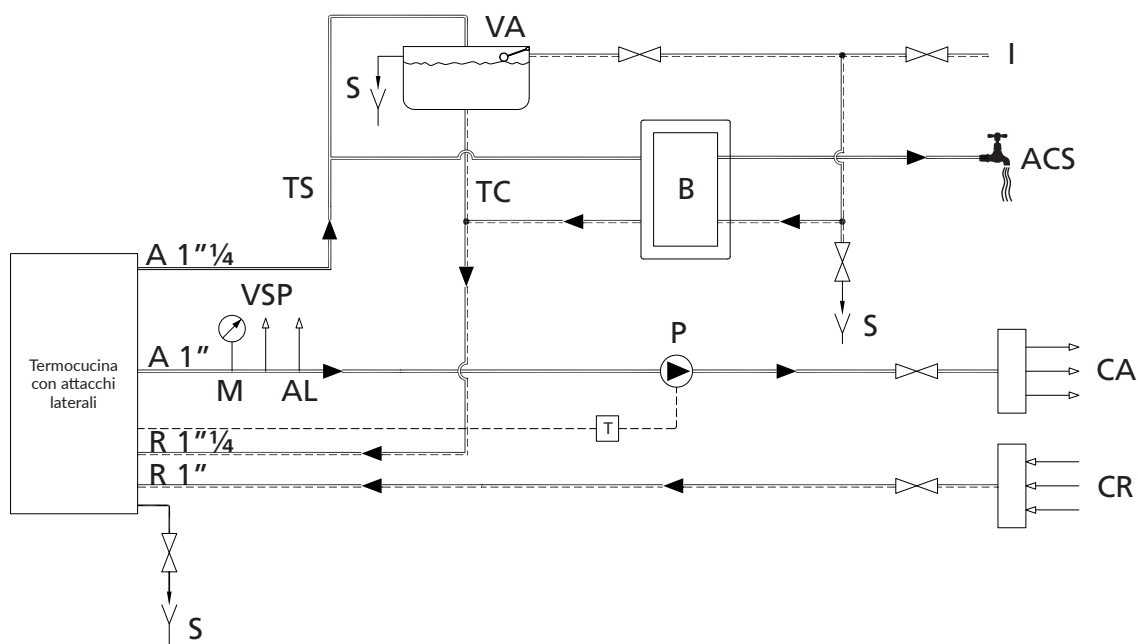 VA
I
S
ACS
TS
TC
B
A 1"¼
S
VSP
P
A 1"
Termocucina
con attacchi
laterali
M
AL
CA
T
R 1"¼
R 1"
CR
S